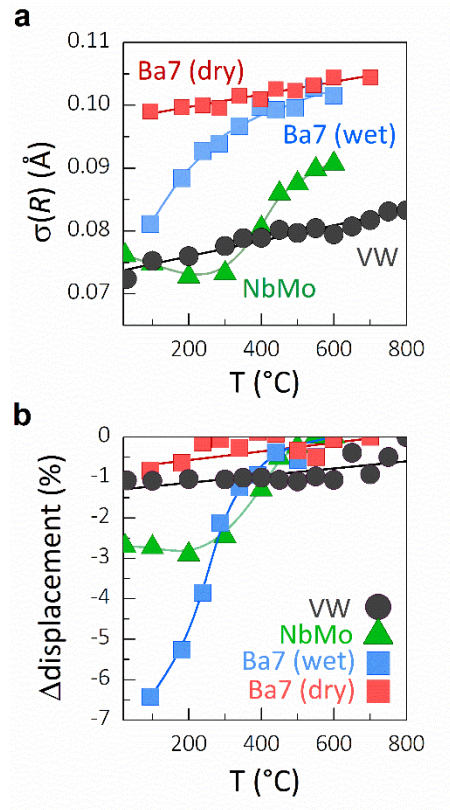 a
0.11
0.10
0.09
0.08
0.07
σ(R) (Å)
Ba7 (dry)
Ba7 (wet)
VW
NbMo
200 400 600 800
T (°C)
b
0
-1
-2
-3
-4
-5
-6
-7
Δdisplacement (%)
VW
NbMo
Ba7 (wet)
Ba7 (dry)
200 400 600 800
T (°C)